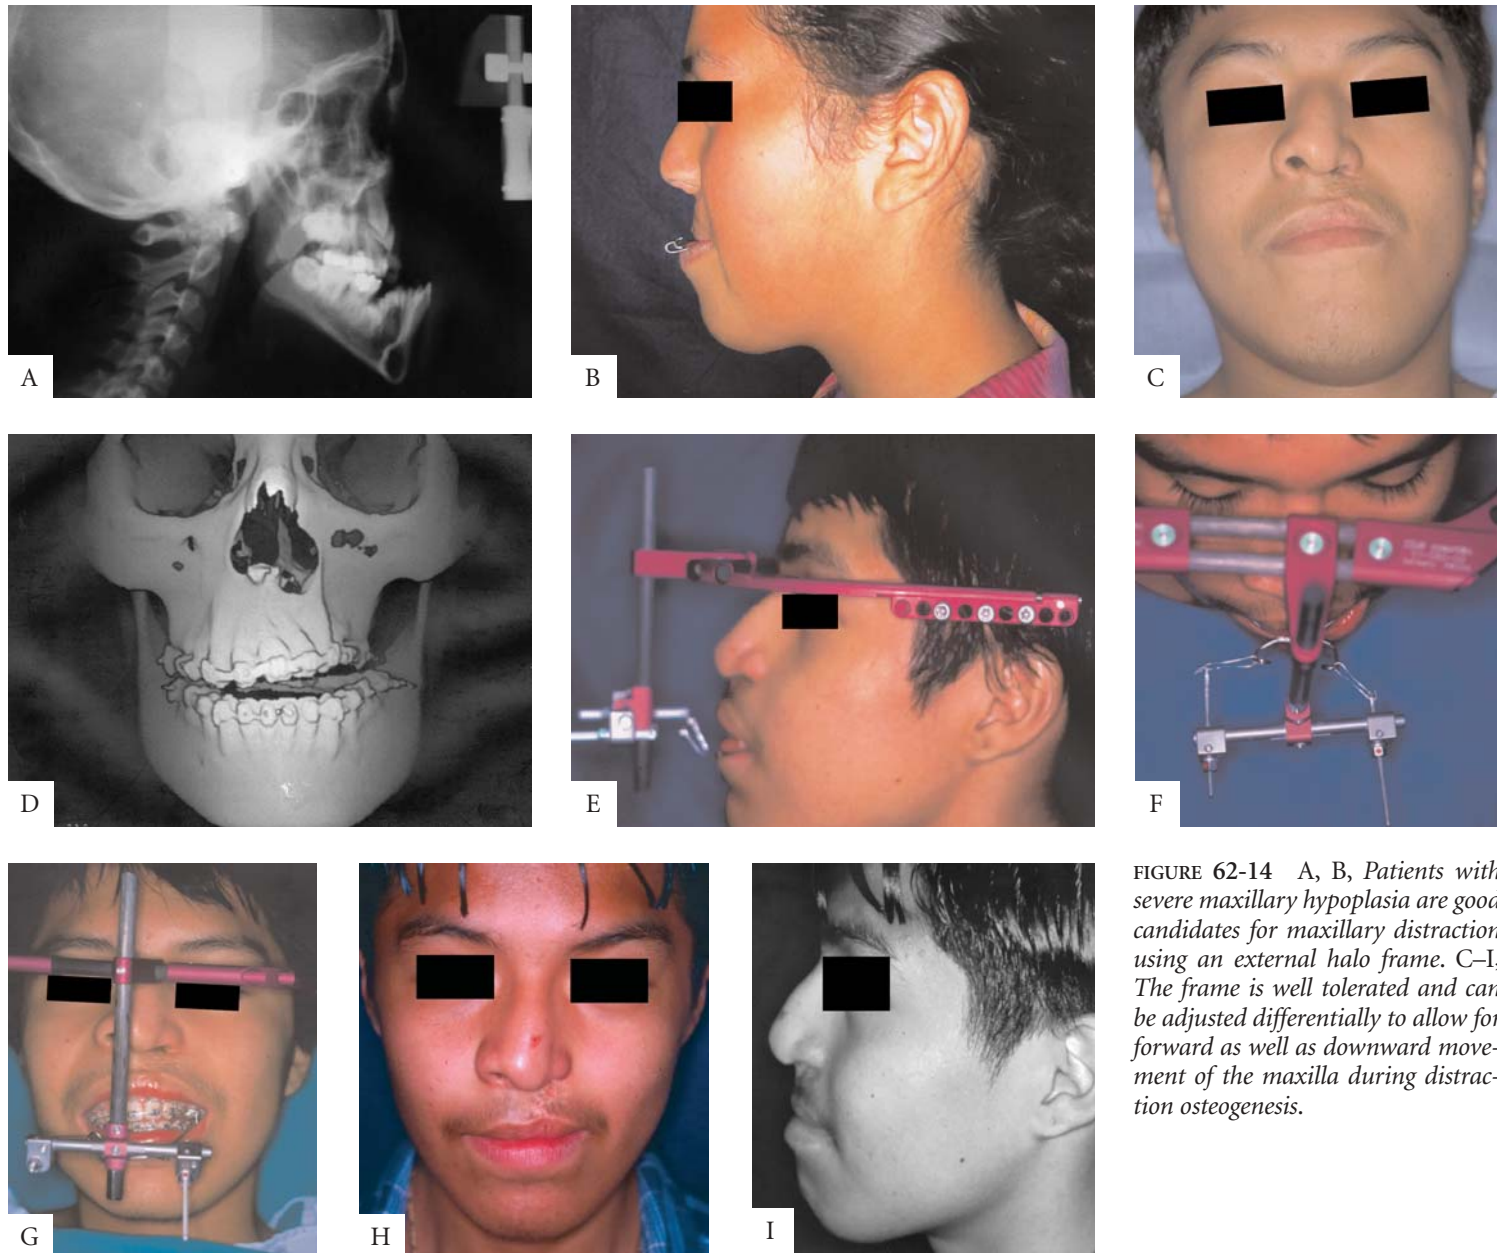 A
B
C
D
E
F
G
H
I
FIGURE 62-14 A, B, Patients with
severe maxillary hypoplasia are good
candidates for maxillary distraction
using an external halo frame. C–I,
The frame is well tolerated and can
be adjusted differentially to allow for
forward as well as downward move-
ment of the maxilla during distrac-
tion osteogenesis.